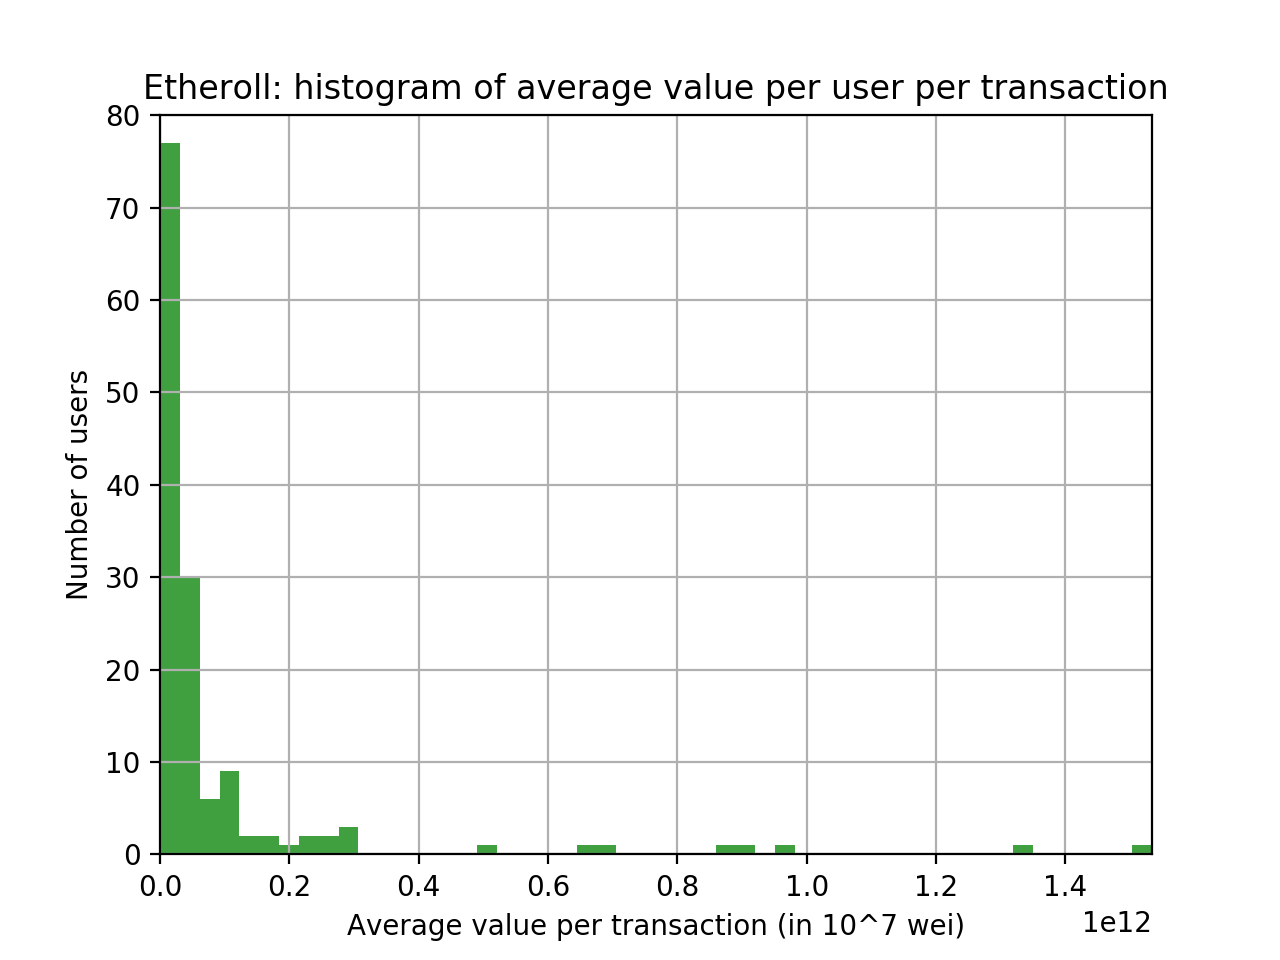 Etheroll: histogram of average value per user per transaction
80
70
60
50
40
30
20
10
0
Number of users
0.0 0.2 0.4 0.6 0.8 1.0 1.2 1.4
1e12
Average value per transaction (in 10^7 wei)